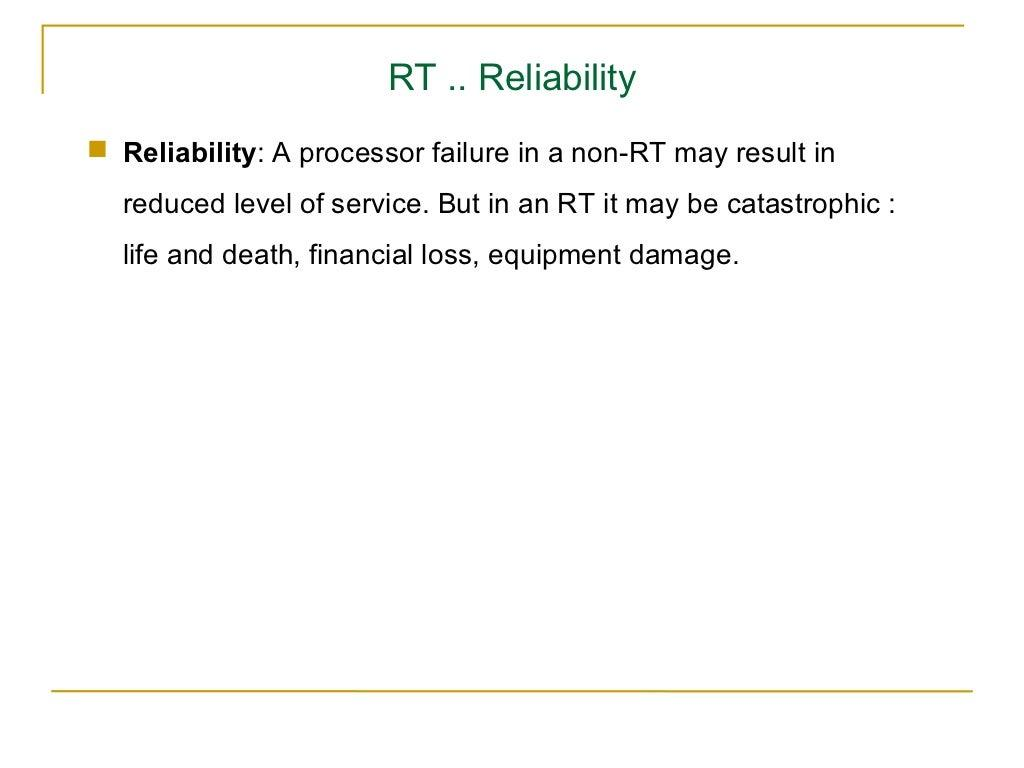 RT .. Reliability
Reliability: A processor failure in a non-RT may result in
reduced level of service. But in an RT it may be catastrophic :
life and death, financial loss, equipment damage.